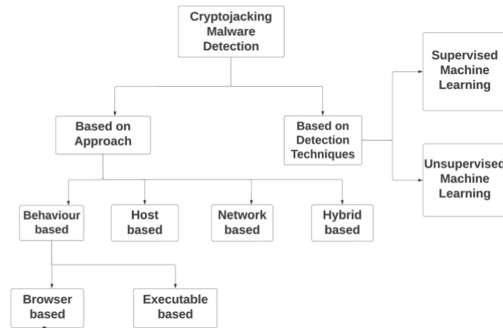 Cryptojacking
Malware
Detection
Supervised
Machine
Learning
Based on
Approach
Based on
Detection
Techniques
Unsupervised
Machine
Learning
Behaviour
based
Host
based
Network
based
Hybrid
based
Browser
based
Executable
based